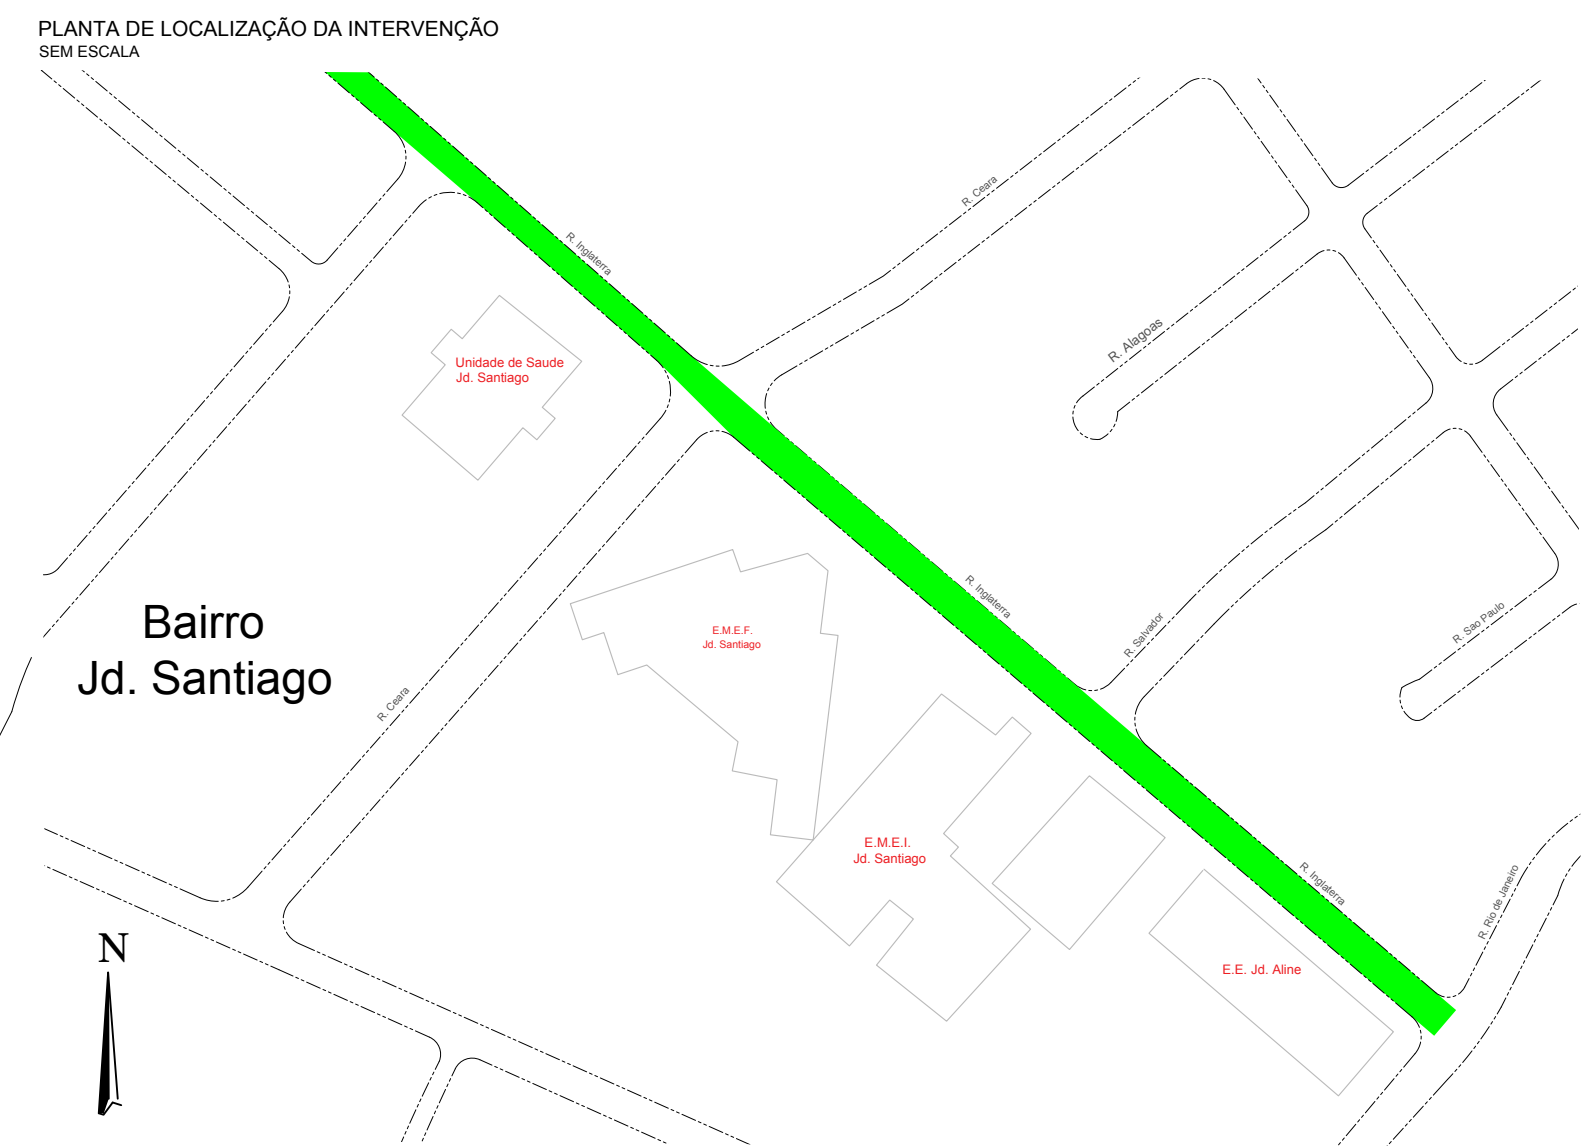 PLANTA DE LOCALIZAÇÃO DA INTERVENÇÃO
SEM ESCALA
R. Ceara
R. Inglaterra
R. Alagoas
Unidade de Saude
Jd. Santiago
R. Inglaterra
Bairro
Jd. Santiago
E.M.E.F.
Jd. Santiago
R. Salvador
R. Sao Paulo
R. Ceara
E.M.E.I.
Jd. Santiago
R. Inglaterra
R. Rio de Janeiro
N
E.E. Jd. Aline